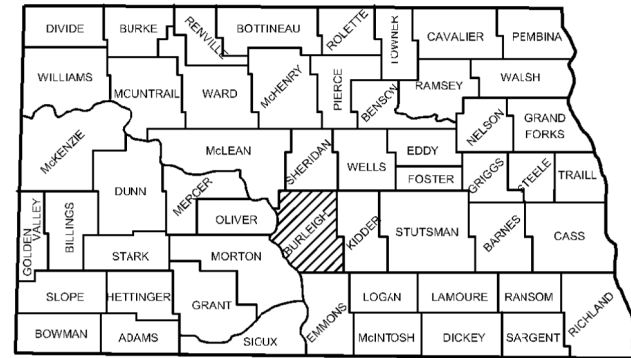 DIVIDE
BURKE
RENVILLE
BOTTINEAU
ROLETTE
TOWNER
CAVALIER
PEMBINA
WILLIAMS
MCUNTRAIL
WARD
McHENRY
PIERCE
BENSON
RAMSEY
WALSH
NELSON
GRAND
FORKS
McKENZIE
McLEAN
SHERIDAN
WELLS
EDDY
FOSTER
GRIGGS
STEELE
TRAILL
DUNN
MERCER
OLIVER
BURLEIGH
KIDDER
STUTSMAN
BARNES
CASS
GOLDEN
VALLEY
BILLINGS
STARK
MORTON
SLOPE
HETTINGER
GRANT
EMMONS
LOGAN
LAMOURE
RANSOM
RICHLAND
BOWMAN
ADAMS
SIOUX
McINTOSH
DICKEY
SARGENT